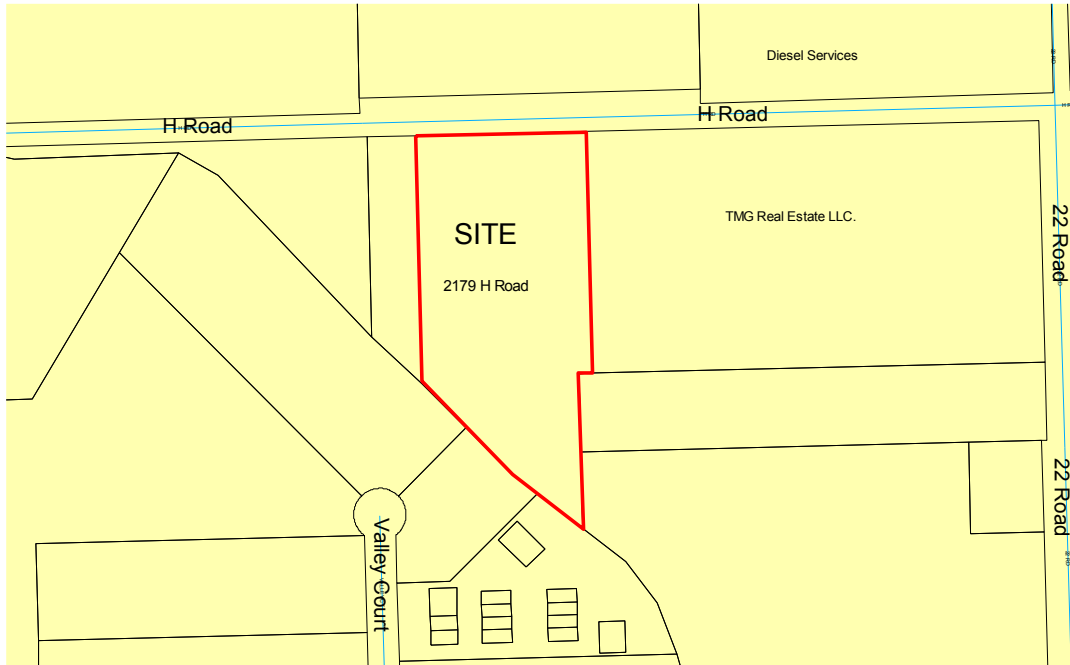 Diesel Services
H Road
H Road
SITE
TMG Real Estate LLC.
22 Road
2179 H Road
22 Road
Valley Court